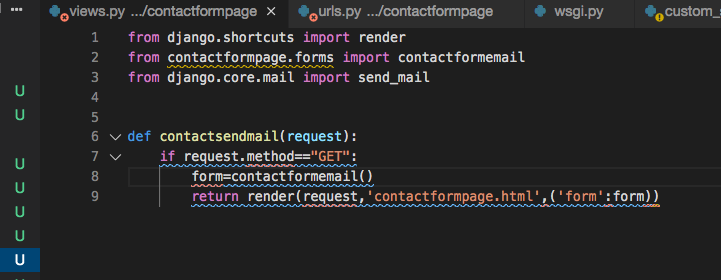 views.py .../contactformpage × urls.py .../contactformpage wsgi.py custom_
1 from django.shortcuts import render
2 from contactformpage.forms import contactformemail
3 from django.core.mail import send_mail
4
5
6 def contactsendmail(request):
7 if request.method=="GET":
8 form=contactformemail()
9 return render(request,'contactformpage.html',('form':form))
U
U
U
U
U
U
U